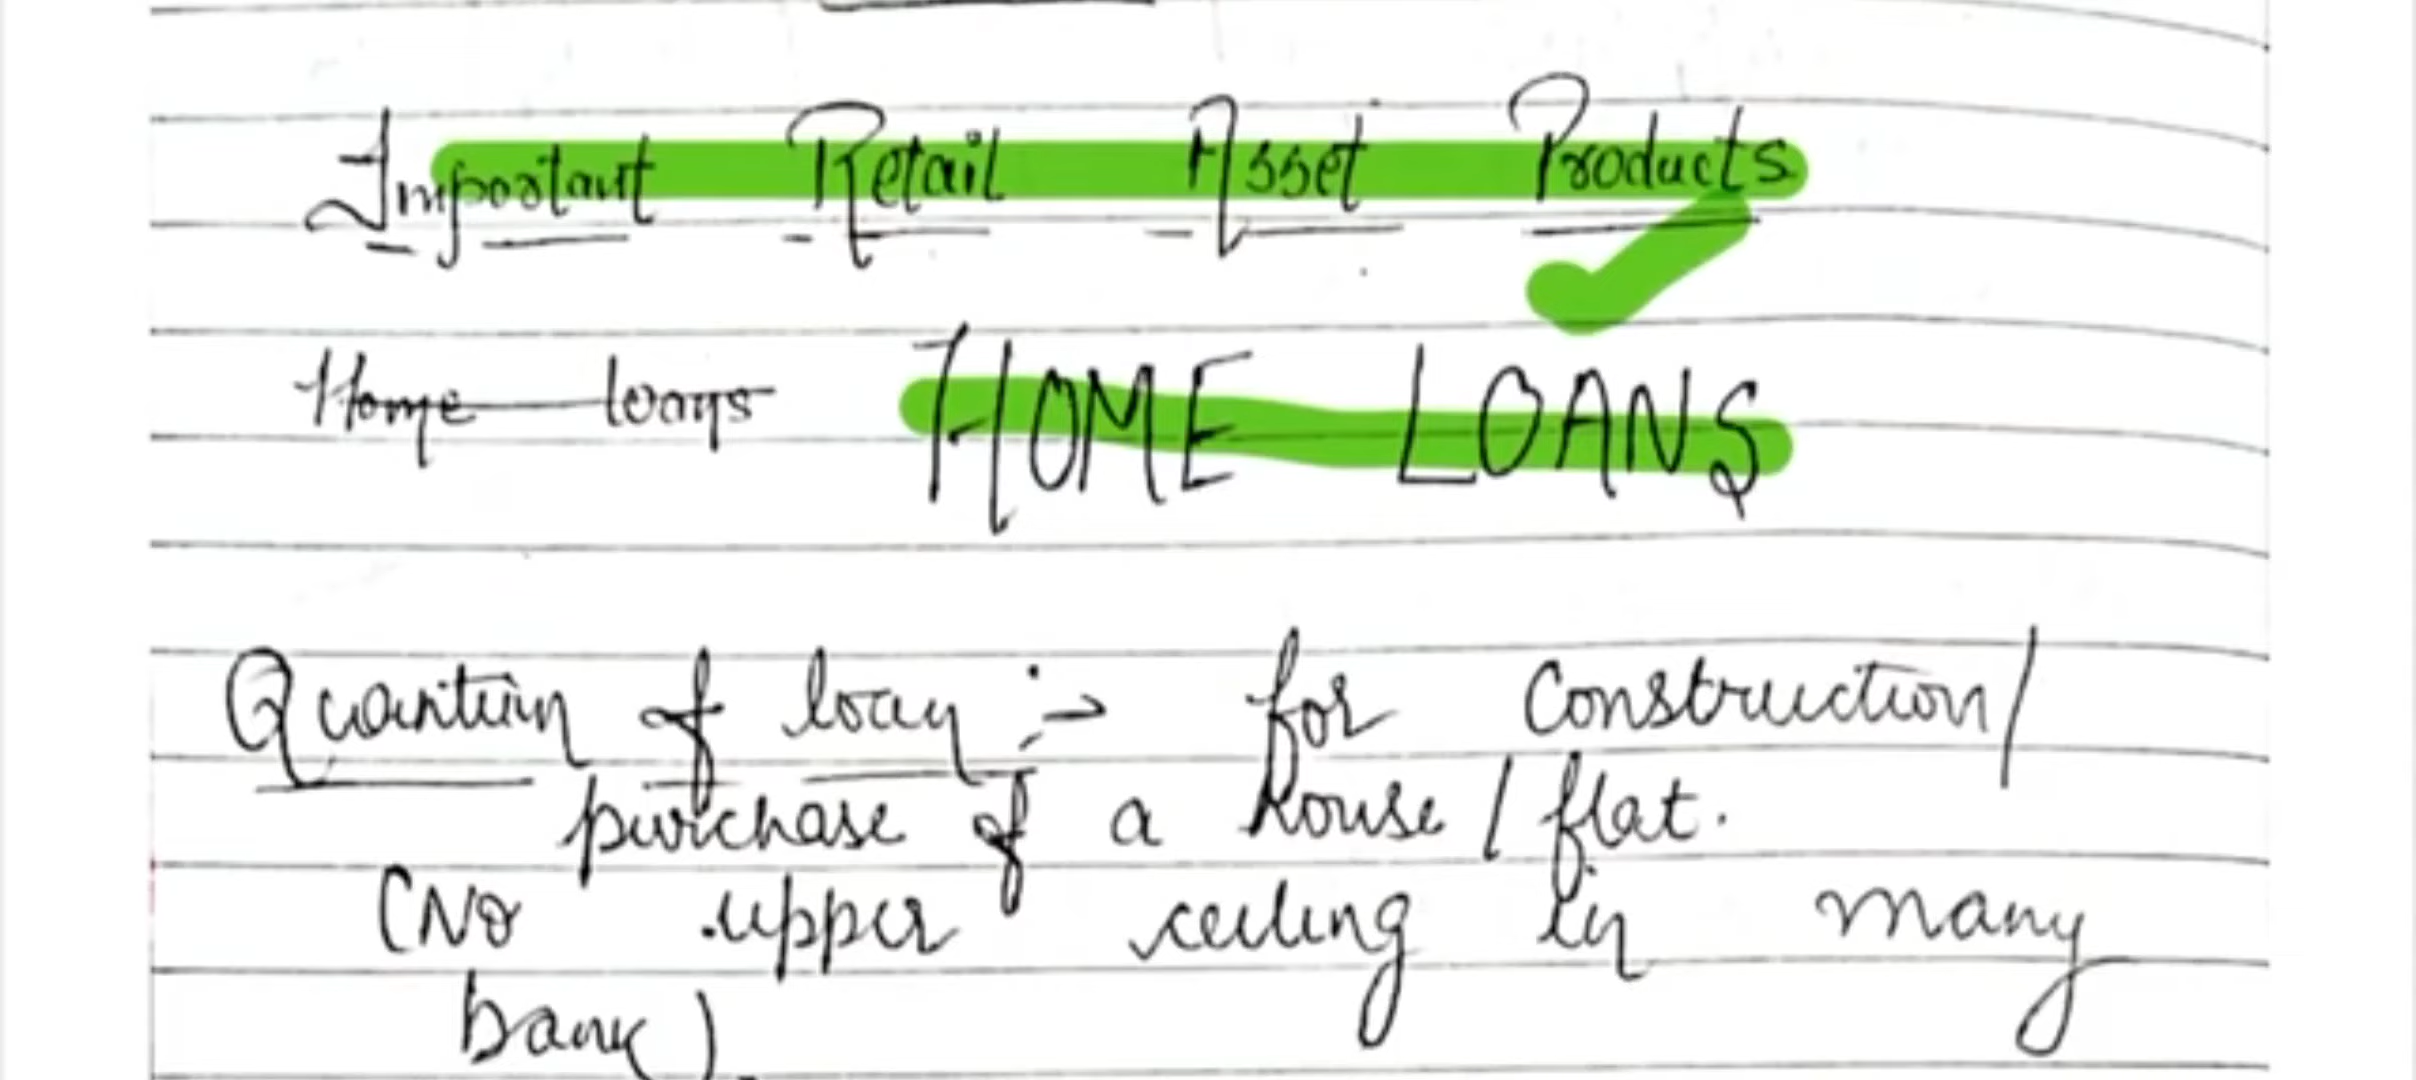 Important Retail Asset Products
Home loans HOME LOANS
Quantum of loan :-> for Construction/
purchase of a house / flat.
(No upper ceiling in many
bank).